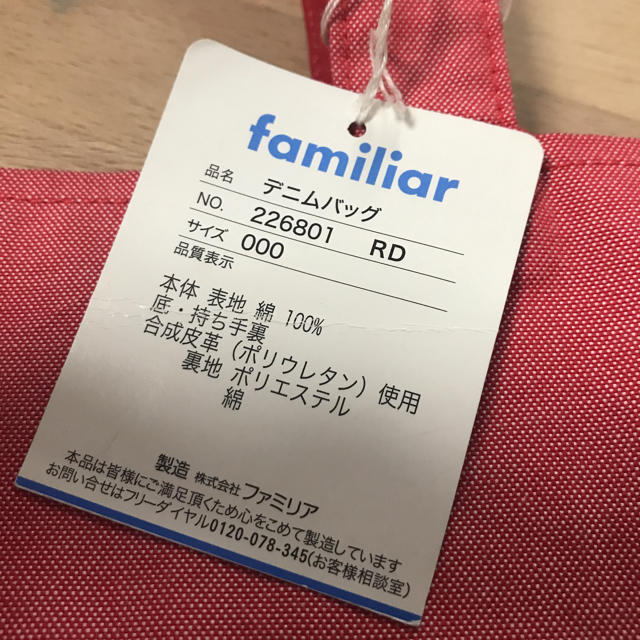 familiar
品名 デニムバッグ
NO. 226801 RD
サイズ 000
品質表示
本体 表地 綿 100%
底・持ち手裏
合成皮革（ポリウレタン）使用
裏地 ポリエステル
綿
製造 株式会社 ファミリア
本品は皆様にご満足頂くため心をこめて製造しています
お問い合せはフリーダイヤル0120-078-345(お客様相談室)